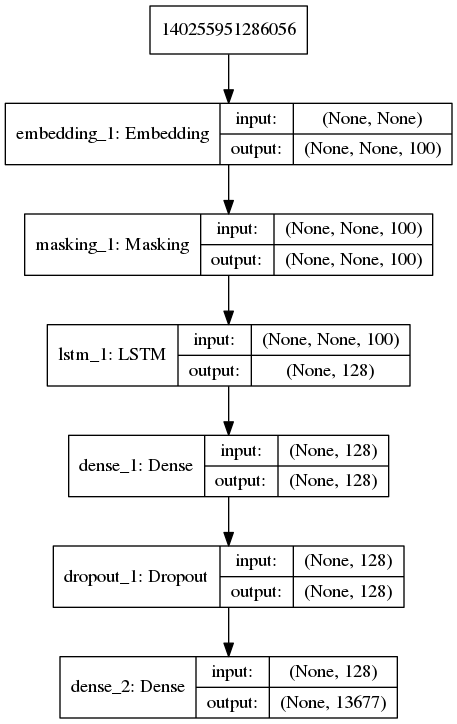 140255951286056
embedding_1: Embedding
input: (None, None)
output: (None, None, 100)
masking_1: Masking
input: (None, None, 100)
output: (None, None, 100)
lstm_1: LSTM
input: (None, None, 100)
output: (None, 128)
dense_1: Dense
input: (None, 128)
output: (None, 128)
dropout_1: Dropout
input: (None, 128)
output: (None, 128)
dense_2: Dense
input: (None, 128)
output: (None, 13677)